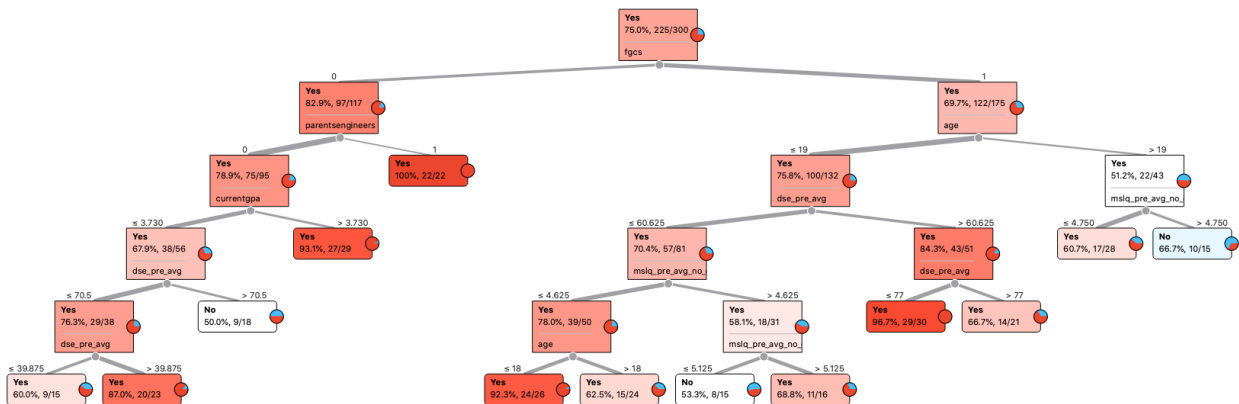 Yes
75.0%, 225/300
fgcs
0
1
Yes
82.9%, 97/117
parentsengineers
Yes
69.7%, 122/175
age
0
1
≤ 19
> 19
Yes
78.9%, 75/95
currentgpa
Yes
100%, 22/22
Yes
75.8%, 100/132
dse_pre_avg
Yes
51.2%, 22/43
mslq_pre_avg_no_
≤ 3.730
> 3.730
≤ 60.625
> 60.625
≤ 4.750
> 4.750
Yes
67.9%, 38/56
dse_pre_avg
Yes
93.1%, 27/29
Yes
70.4%, 57/81
mslq_pre_avg_no_
Yes
84.3%, 43/51
dse_pre_avg
Yes
60.7%, 17/28
No
66.7%, 10/15
≤ 70.5
> 70.5
≤ 4.625
> 4.625
≤ 77
> 77
Yes
76.3%, 29/38
dse_pre_avg
No
50.0%, 9/18
Yes
78.0%, 39/50
age
Yes
58.1%, 18/31
mslq_pre_avg_no_
Yes
96.7%, 29/30
Yes
66.7%, 14/21
≤ 39.875
> 39.875
≤ 18
> 18
≤ 5.125
> 5.125
Yes
60.0%, 9/15
Yes
87.0%, 20/23
Yes
92.3%, 24/26
Yes
62.5%, 15/24
No
53.3%, 8/15
Yes
68.8%, 11/16